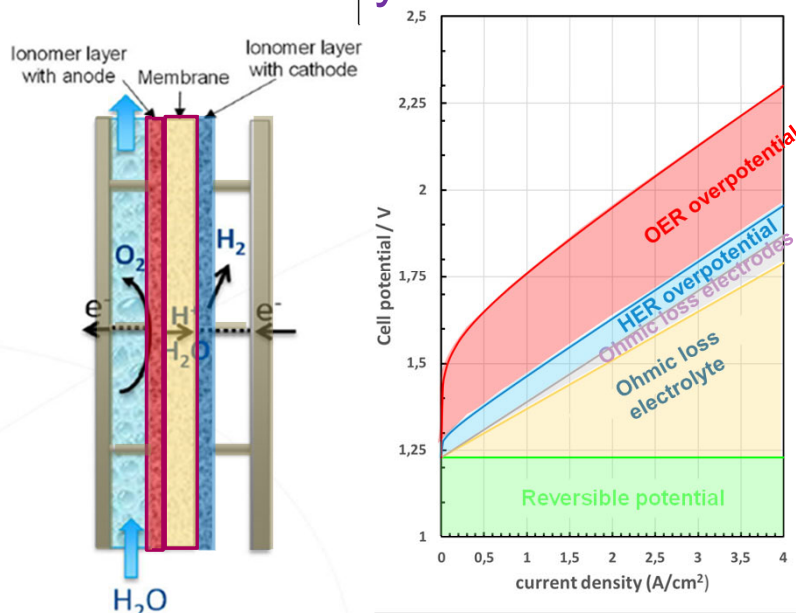 Ionomer layer
with anode
Membrane
Ionomer layer
with cathode
O₂
H₂
e⁻
H⁺
H₂O
e⁻
H₂O
Cell potential / V
2,5
2,25
2
1,75
1,5
1,25
1
OER overpotential
HER overpotential
Ohmic loss electrodes
Ohmic loss
electrolyte
Reversible potential
0 0,5 1 1,5 2 2,5 3 3,5 4
current density (A/cm²)